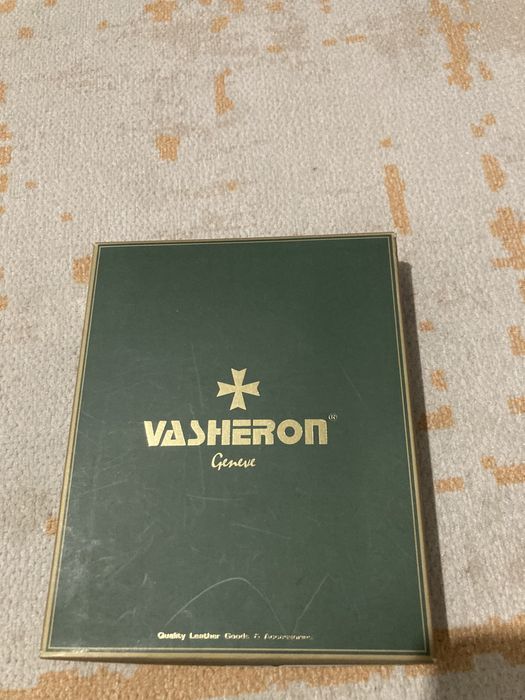 VASHERON®
Geneve
Quality Leather Goods & Accessories